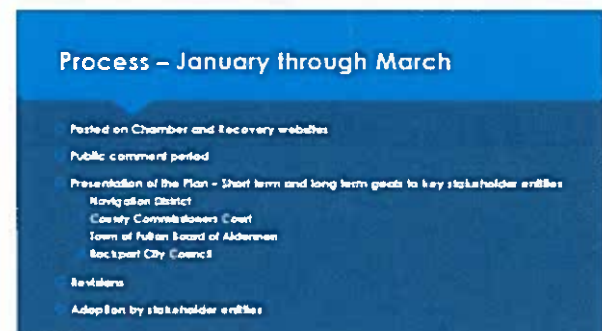 Process – January through March
Posted on Chamber and Recovery websites
Public comment period
Presentation of the Plan – Short term and long term goals to key stakeholder entities
Navigation District
County Commissioners Court
Town of Fulton Board of Aldermen
Rockport City Council
Revisions
Adoption by stakeholder entities